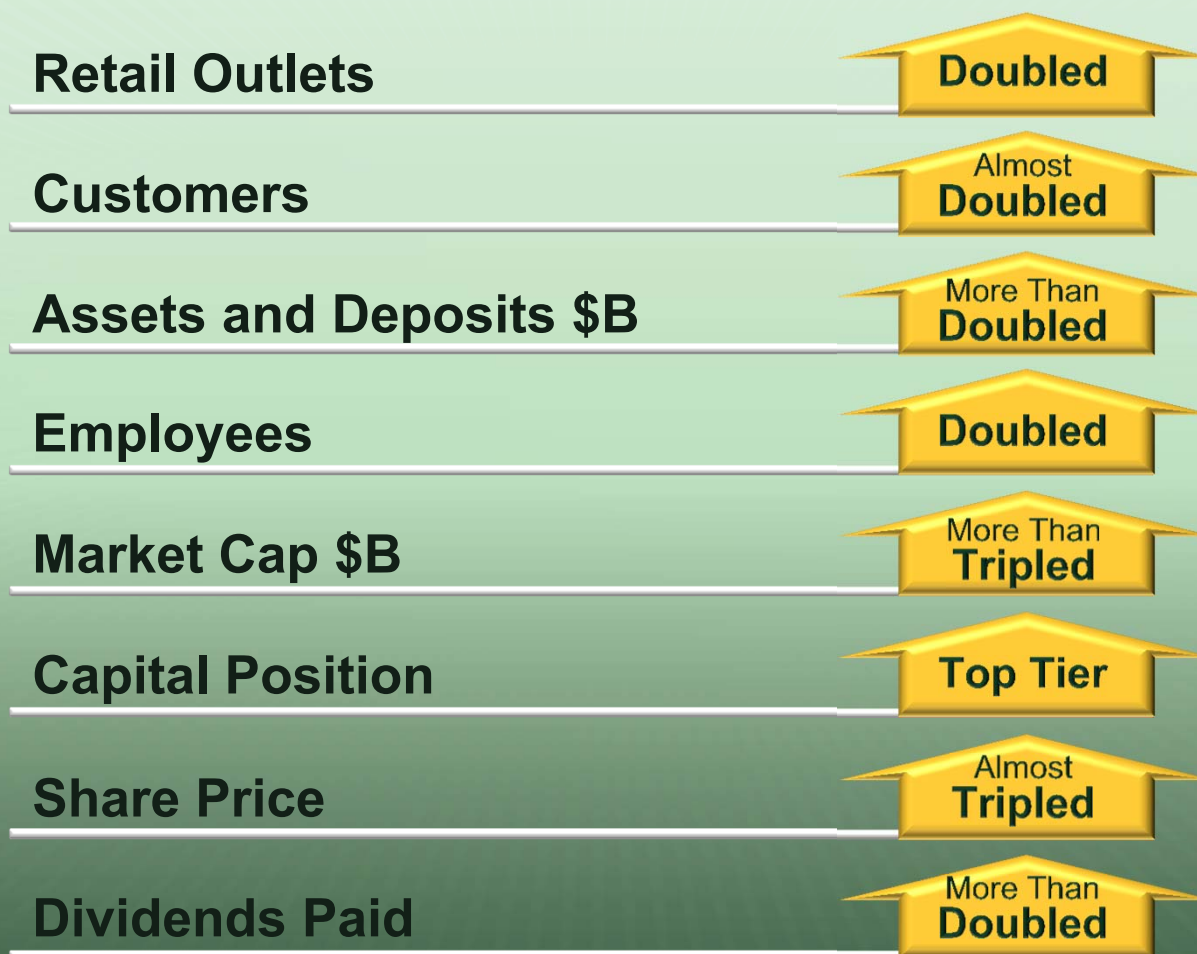 Retail Outlets
Doubled
Customers
Almost
Doubled
Assets and Deposits $B
More Than
Doubled
Employees
Doubled
Market Cap $B
More Than
Tripled
Capital Position
Top Tier
Share Price
Almost
Tripled
Dividends Paid
More Than
Doubled